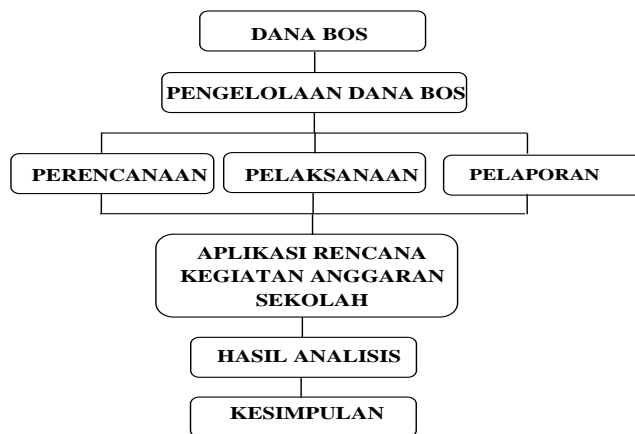 DANA BOS
PENGELOLAAN DANA BOS
PERENCANAAN
PELAKSANAAN
PELAPORAN
APLIKASI RENCANA
KEGIATAN ANGGARAN
SEKOLAH
HASIL ANALISIS
KESIMPULAN